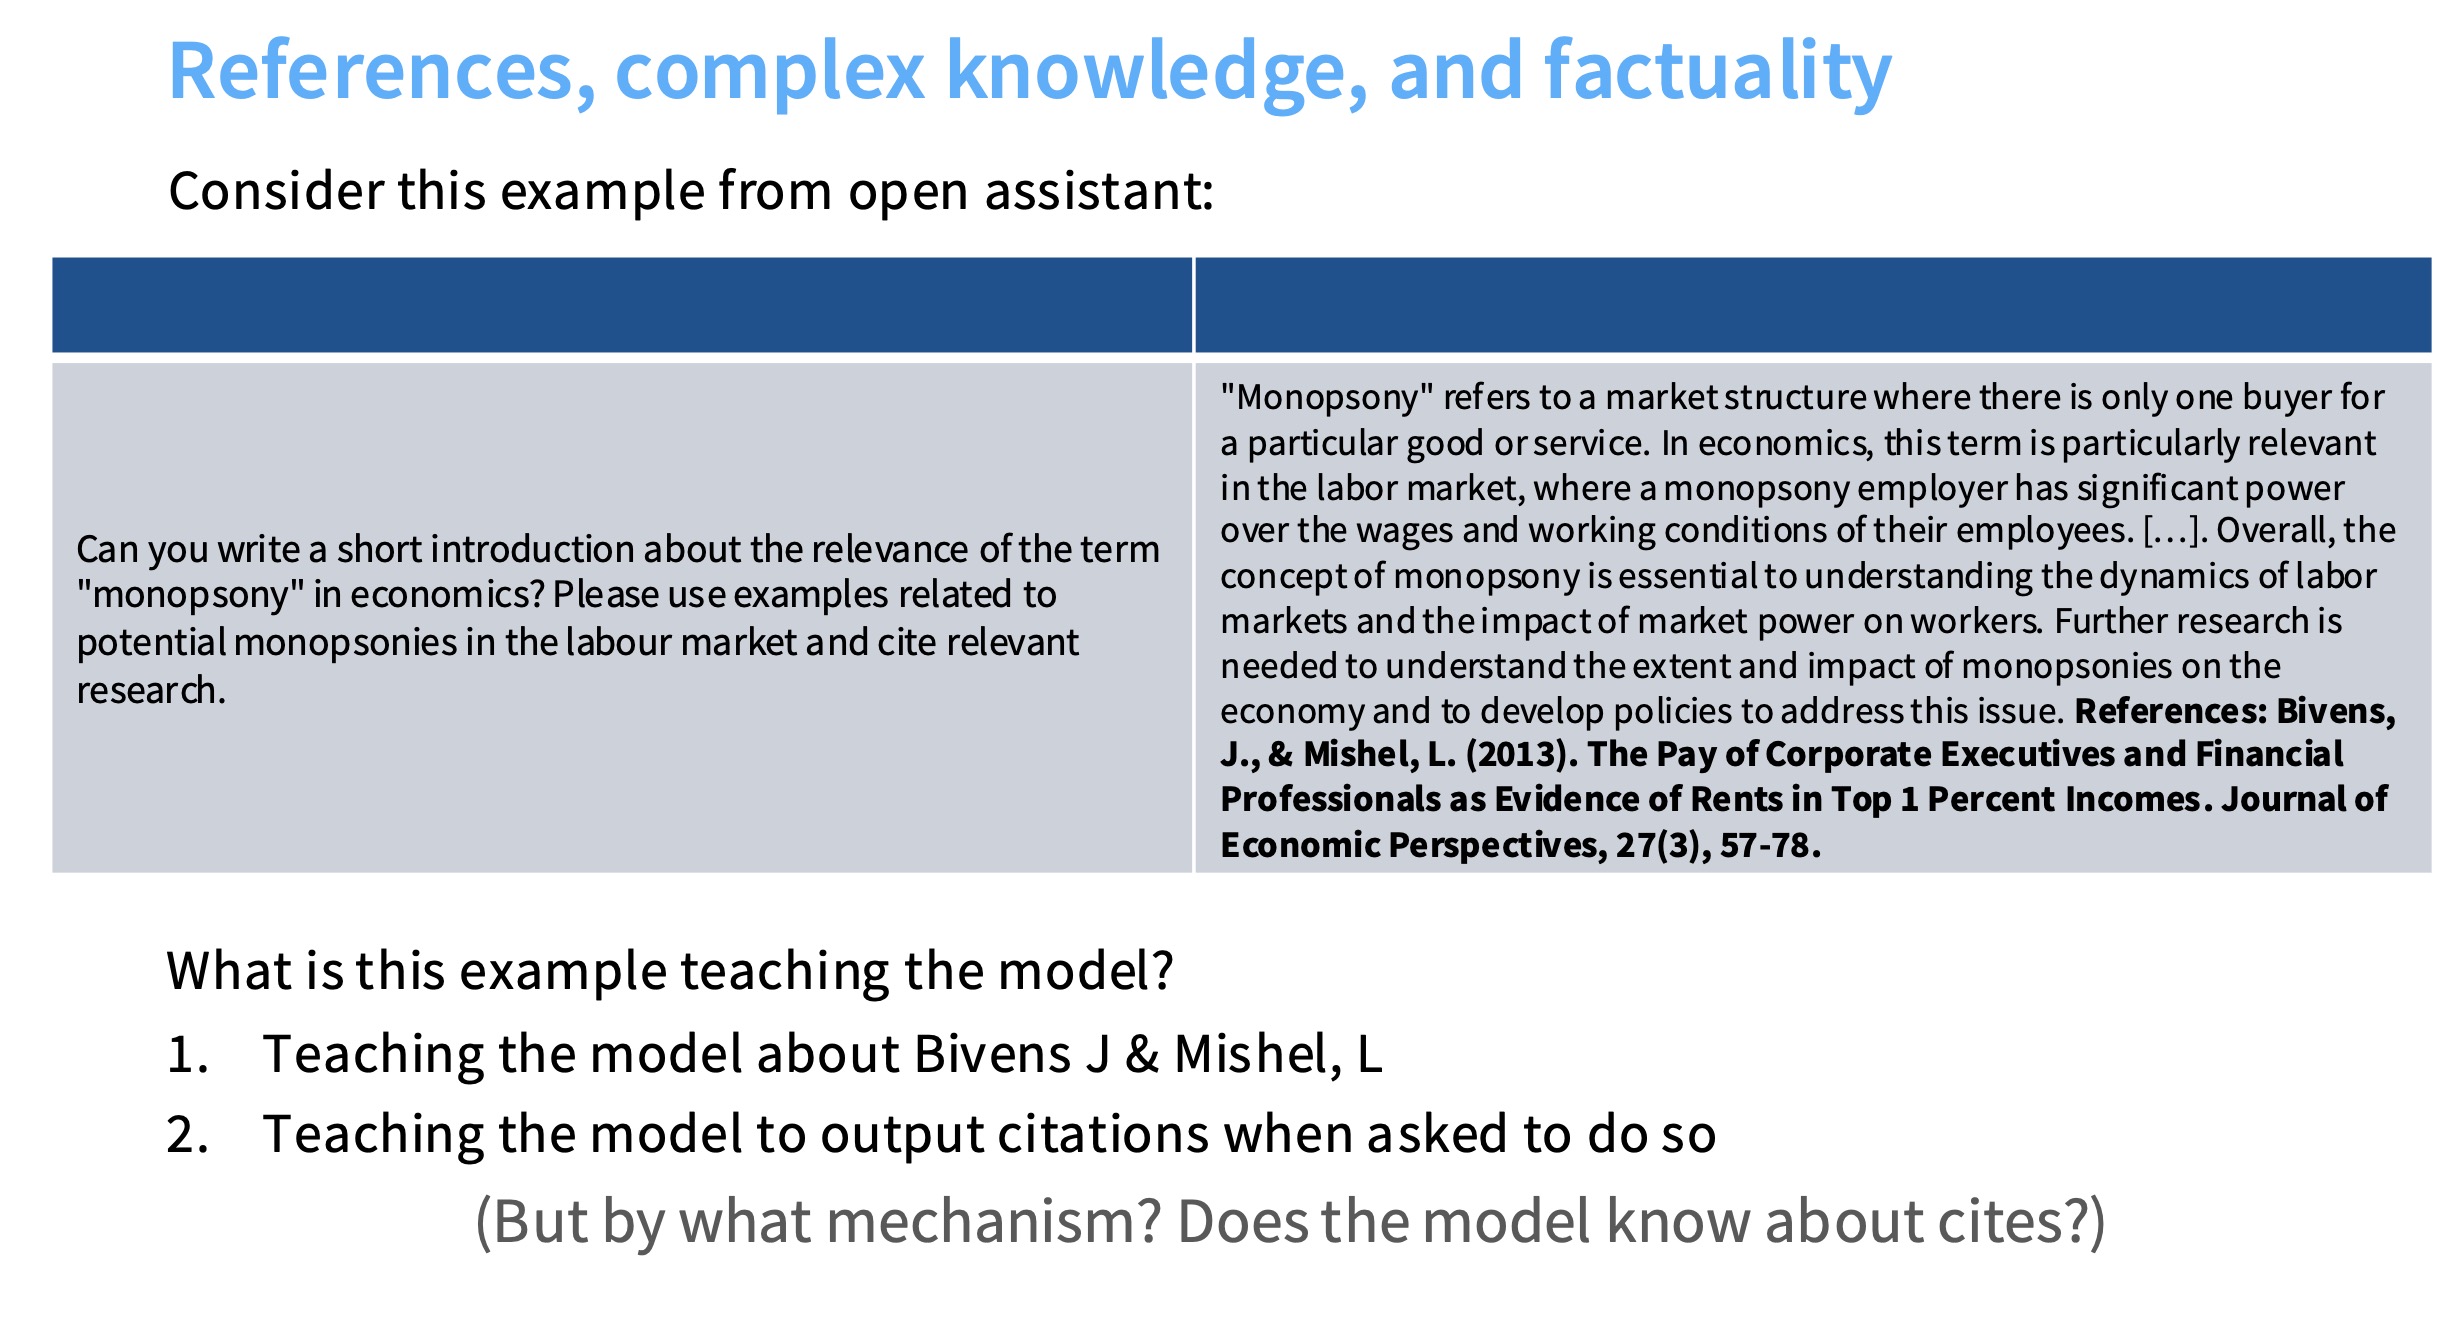 References, complex knowledge, and factuality
Consider this example from open assistant:
Can you write a short introduction about the relevance of the term
"monopsony" in economics? Please use examples related to
potential monopsonies in the labour market and cite relevant
research.
"Monopsony" refers to a market structure where there is only one buyer for
a particular good or service. In economics, this term is particularly relevant
in the labor market, where a monopsony employer has significant power
over the wages and working conditions of their employees. […]. Overall, the
concept of monopsony is essential to understanding the dynamics of labor
markets and the impact of market power on workers. Further research is
needed to understand the extent and impact of monopsonies on the
economy and to develop policies to address this issue. References: Bivens,
J., & Mishel, L. (2013). The Pay of Corporate Executives and Financial
Professionals as Evidence of Rents in Top 1 Percent Incomes. Journal of
Economic Perspectives, 27(3), 57-78.
What is this example teaching the model?
1. Teaching the model about Bivens J & Mishel, L
2. Teaching the model to output citations when asked to do so
(But by what mechanism? Does the model know about cites?)